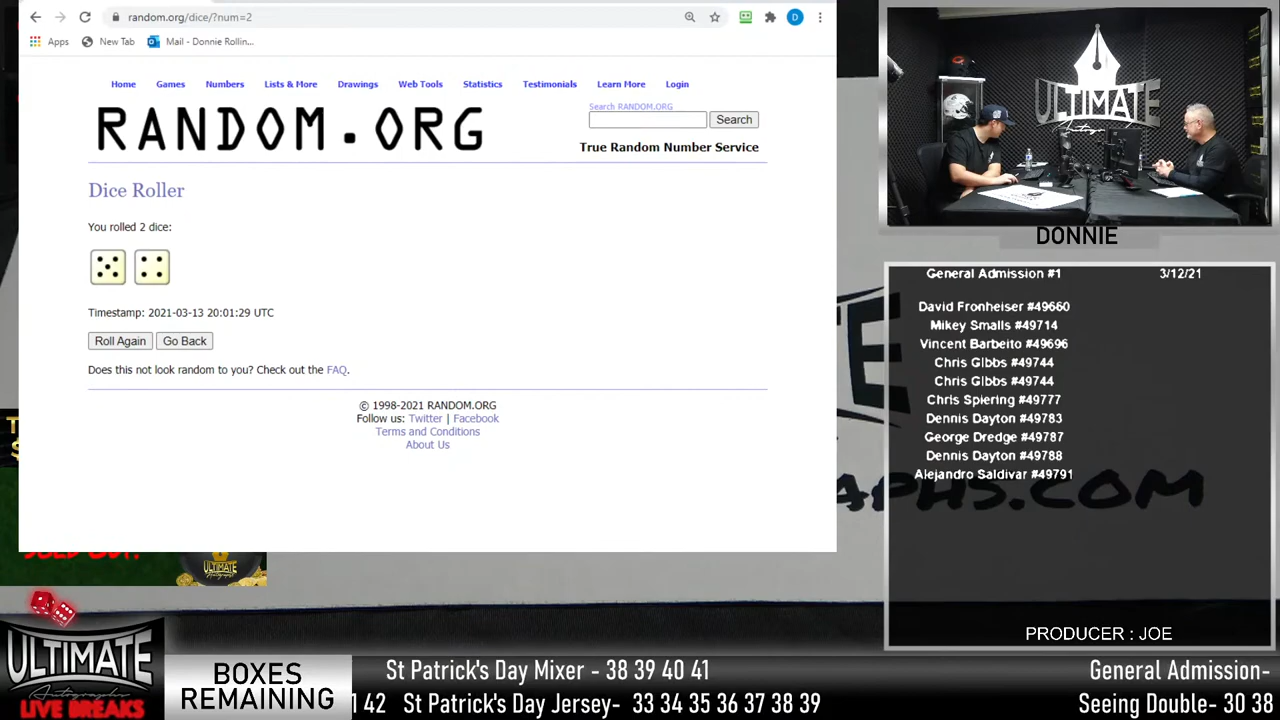 random.org/dice/?num=2
D
Apps New Tab Mail - Donnie Rollin...
Home Games Numbers Lists & More Drawings Web Tools Statistics Testimonials Learn More Login
RANDOM.ORG
Search RANDOM.ORG
Search
True Random Number Service
Dice Roller
You rolled 2 dice:
Timestamp: 2021-03-13 20:01:29 UTC
Roll Again Go Back
Does this not look random to you? Check out the FAQ.
© 1998-2021 RANDOM.ORG
Follow us: Twitter | Facebook
Terms and Conditions
About Us
ULTIMATE
Autographs
DONNIE
General Admission #1 3/12/21
David Fronheiser #49660
Mikey Smalls #49714
Vincent Barbeito #49696
Chris GIbbs #49744
Chris GIbbs #49744
Chris Spiering #49777
Dennis Dayton #49783
George Dredge #49787
Dennis Dayton #49788
Alejandro Saldivar #49791
APHS.COM
PRODUCER : JOE
ULTIMATE
ULTIMATE
Autographs
LIVE BREAKS
BOXES
REMAINING
St Patrick's Day Mixer - 38 39 40 41 General Admission-
42 St Patrick's Day Jersey- 33 34 35 36 37 38 39 Seeing Double- 30 38